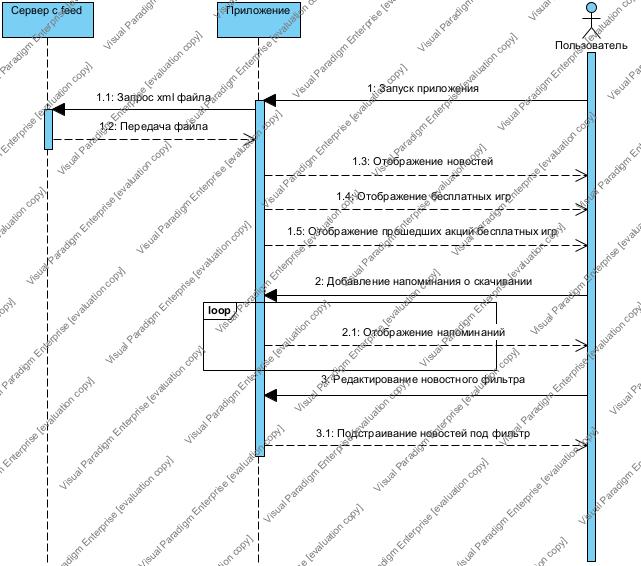 Сервер с feed
Приложение
Пользователь
1: Запуск приложения
1.1: Запрос xml файла
1.2: Передача файла
1.3: Отображение новостей
1.4: Отображение бесплатных игр
1.5: Отображение прошедших акций бесплатных игр
2: Добавление напоминания о скачивании
loop
2.1: Отображение напоминаний
3: Редактирование новостного фильтра
3.1: Подстраивание новостей под фильтр
Visual Paradigm Enterprise [evaluation copy]